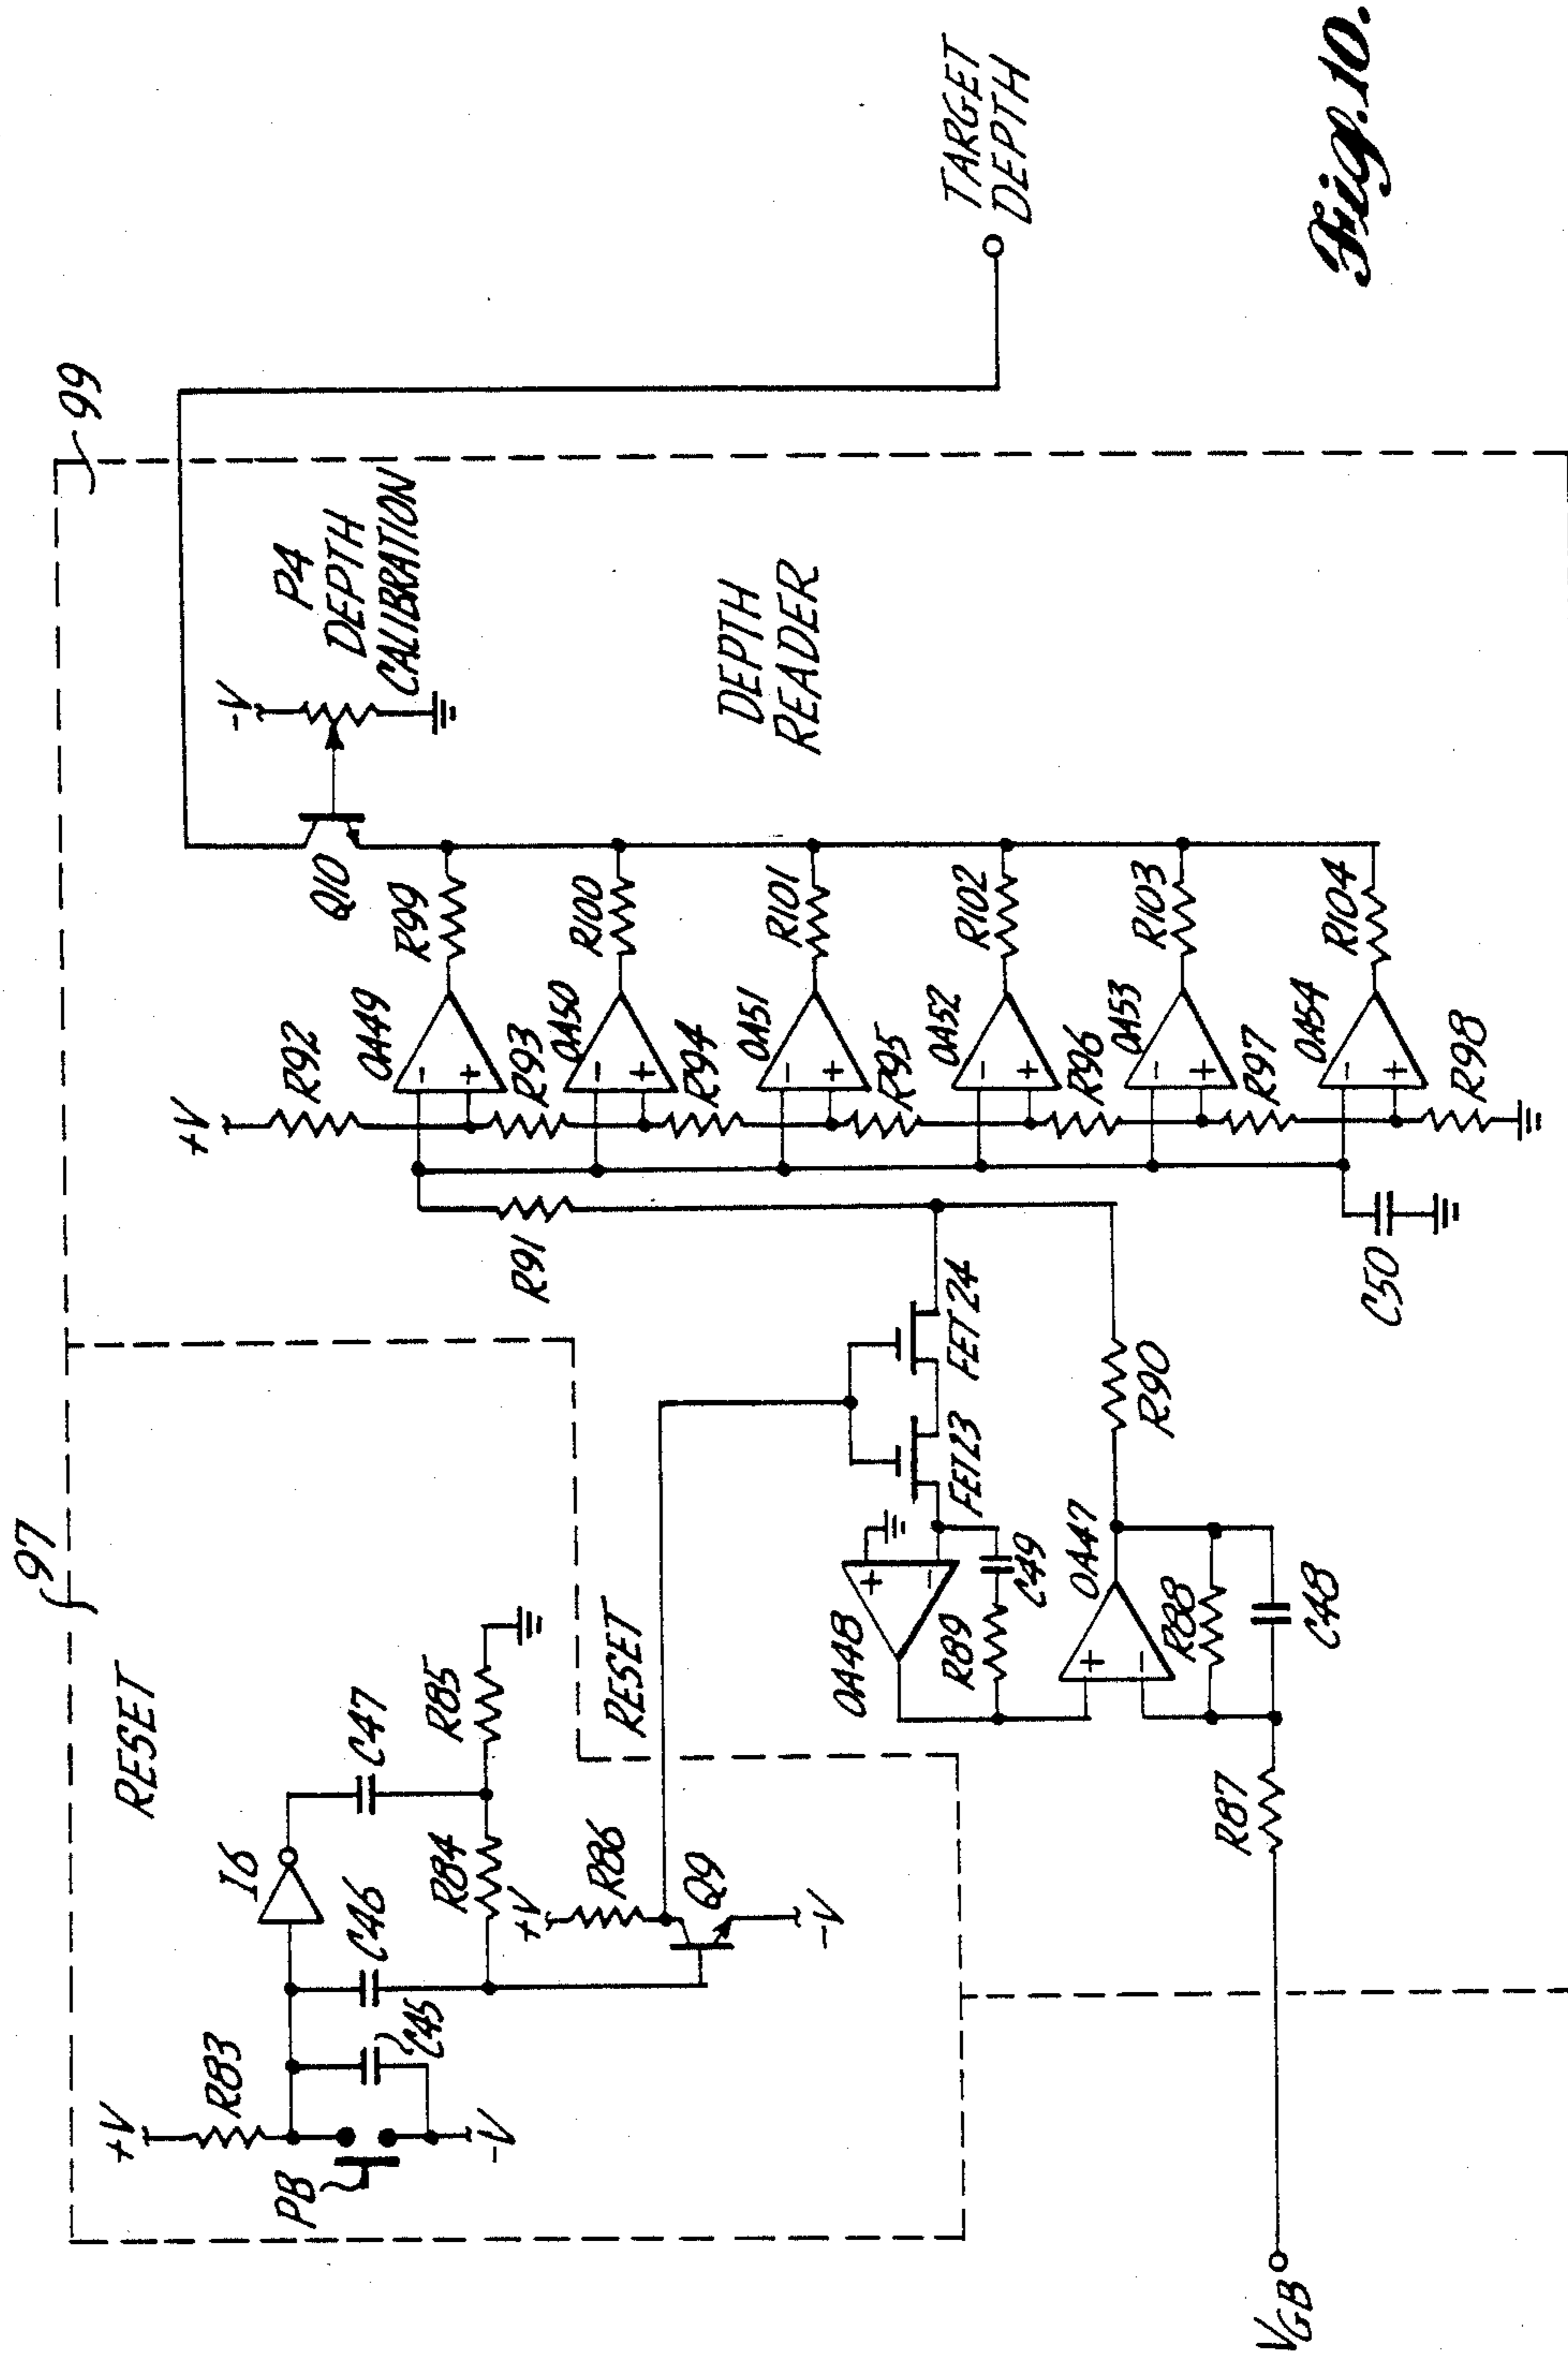 97
99
RESET
+V
R83
PB
-V
C45
C46
I6
C47
R84
R85
+V
R86
Q9
-V
RESET
OA48
+
-
R89
C49
FET23
FET24
VGB
R87
OA47
+
-
R88
C48
R90
R91
C50
+V
R92
OA49
-
+
R93
OA50
-
+
R94
OA51
-
+
R95
OA52
-
+
R96
OA53
-
+
R97
OA54
-
+
R98
R99
R100
R101
R102
R103
R104
Q10
-V
P4
DEPTH
CALIBRATION
DEPTH
READER
TARGET
DEPTH
Fig. 10.